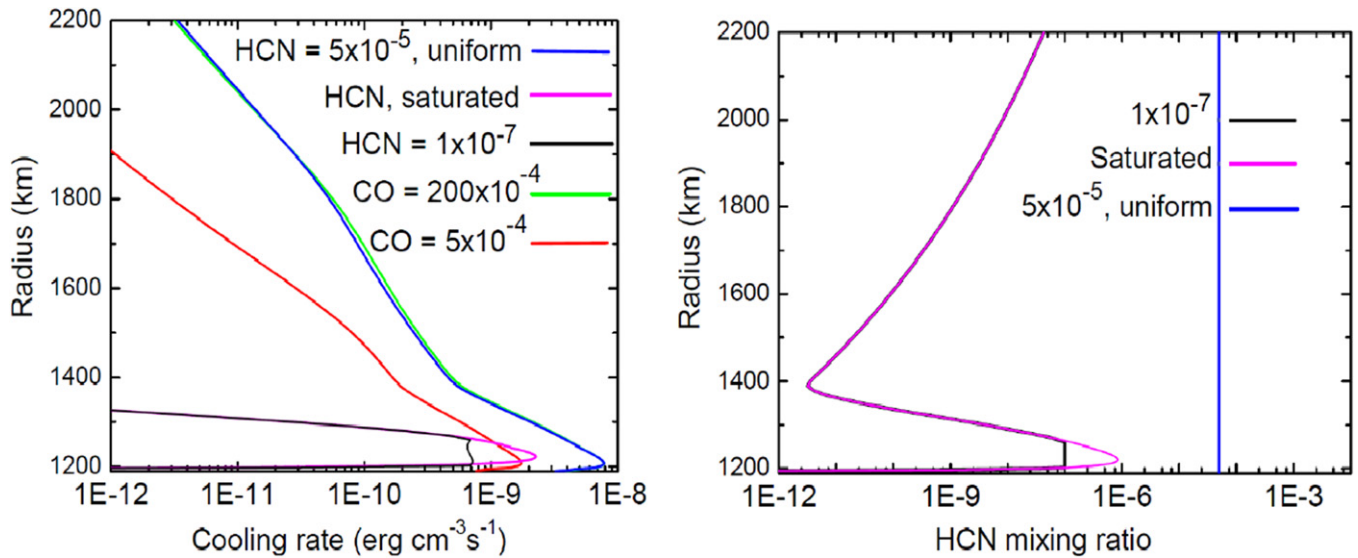 2200
2000
1800
1600
1400
1200
Radius (km)
HCN = 5x10⁻⁵, uniform
HCN, saturated
HCN = 1x10⁻⁷
CO = 200x10⁻⁴
CO = 5x10⁻⁴
1E-12 1E-11 1E-10 1E-9 1E-8
Cooling rate (erg cm⁻³s⁻¹)
2200
2000
1800
1600
1400
1200
Radius (km)
1x10⁻⁷
Saturated
5x10⁻⁵, uniform
1E-12 1E-9 1E-6 1E-3
HCN mixing ratio